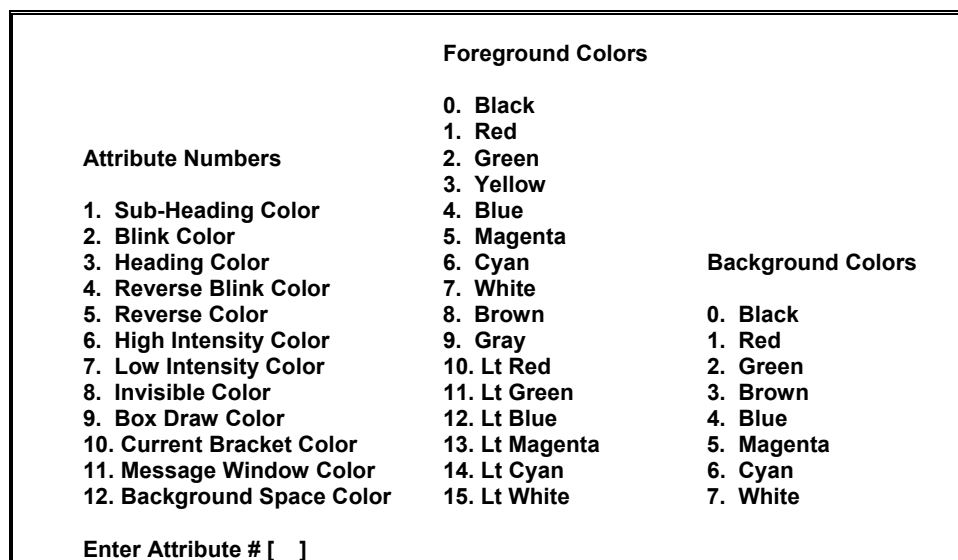 Foreground Colors
0. Black
1. Red
2. Green
3. Yellow
4. Blue
5. Magenta
6. Cyan
7. White
8. Brown
9. Gray
10. Lt Red
11. Lt Green
12. Lt Blue
13. Lt Magenta
14. Lt Cyan
15. Lt White
Attribute Numbers
1. Sub-Heading Color
2. Blink Color
3. Heading Color
4. Reverse Blink Color
5. Reverse Color
6. High Intensity Color
7. Low Intensity Color
8. Invisible Color
9. Box Draw Color
10. Current Bracket Color
11. Message Window Color
12. Background Space Color
Background Colors
0. Black
1. Red
2. Green
3. Brown
4. Blue
5. Magenta
6. Cyan
7. White
Enter Attribute # [ ]